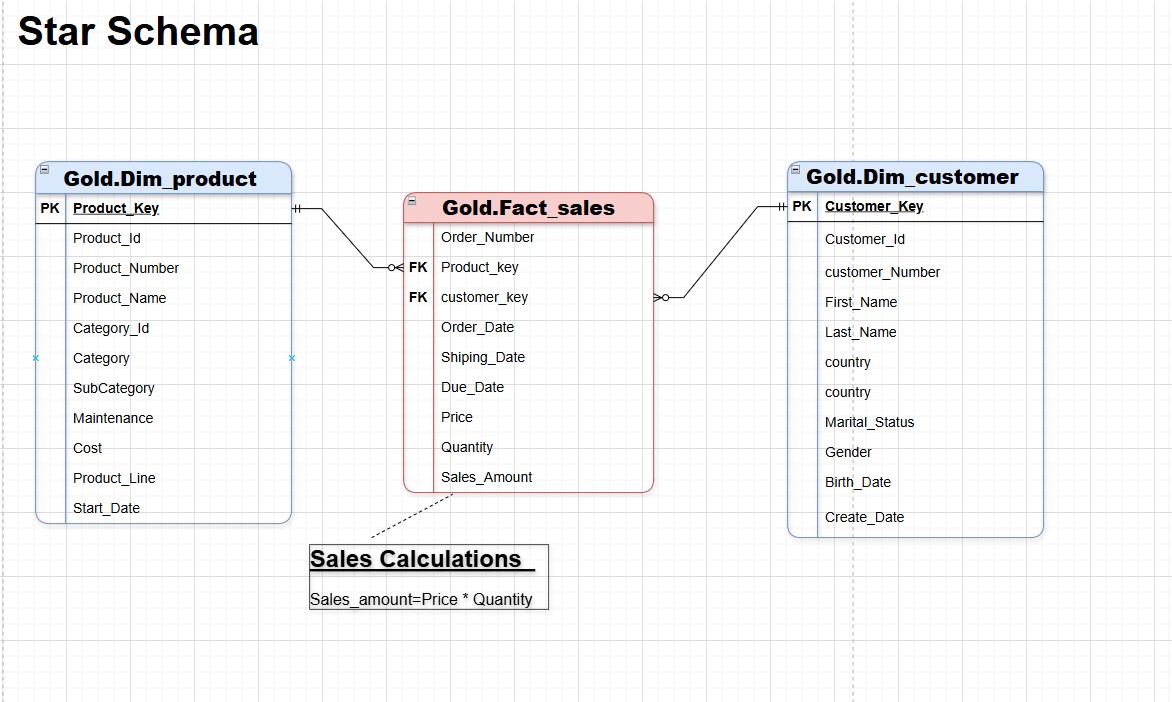 Star Schema
Gold.Dim_product
PK Product_Key
Product_Id
Product_Number
Product_Name
Category_Id
Category
SubCategory
Maintenance
Cost
Product_Line
Start_Date
Gold.Fact_sales
Order_Number
FK Product_key
FK customer_key
Order_Date
Shiping_Date
Due_Date
Price
Quantity
Sales_Amount
Sales Calculations
Sales_amount=Price * Quantity
Gold.Dim_customer
PK Customer_Key
Customer_Id
customer_Number
First_Name
Last_Name
country
country
Marital_Status
Gender
Birth_Date
Create_Date